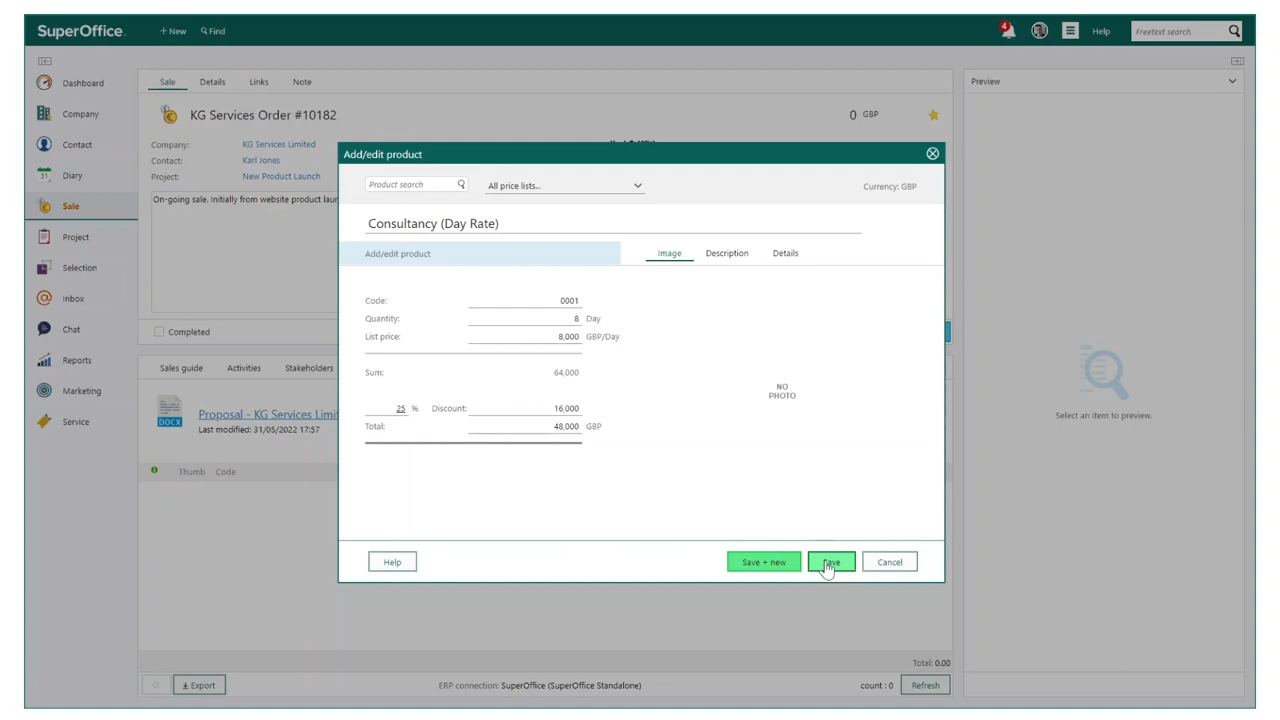 SuperOffice
+ New
Find
4
Help
Freetext search
Dashboard
Company
Contact
31
Diary
Sale
Project
Selection
Inbox
Chat
Reports
Marketing
Service
Sale
Details
Links
Note
KG Services Order #10182
0 GBP
Company: KG Services Limited
Contact: Karl Jones
Project: New Product Launch
On-going sale. Initially from website product
Completed
Sales guide
Activities
Stakeholders
DOCX
Proposal - KG Services
Last modified: 31/05/2022 17:57
Thumb Code
Total: 0.00
Export
ERP connection: SuperOffice (SuperOffice Standalone)
count : 0
Refresh
Add/edit product
Product search
All price lists...
Currency: GBP
Consultancy (Day Rate)
Add/edit product
Image
Description
Details
Code: 0001
Quantity: 8 Day
List price: 8,000 GBP/Day
Sum: 64,000
25 % Discount: 16,000
Total: 48,000 GBP
NO
PHOTO
Help
Save + new
Cancel
Preview
Select an item to preview.